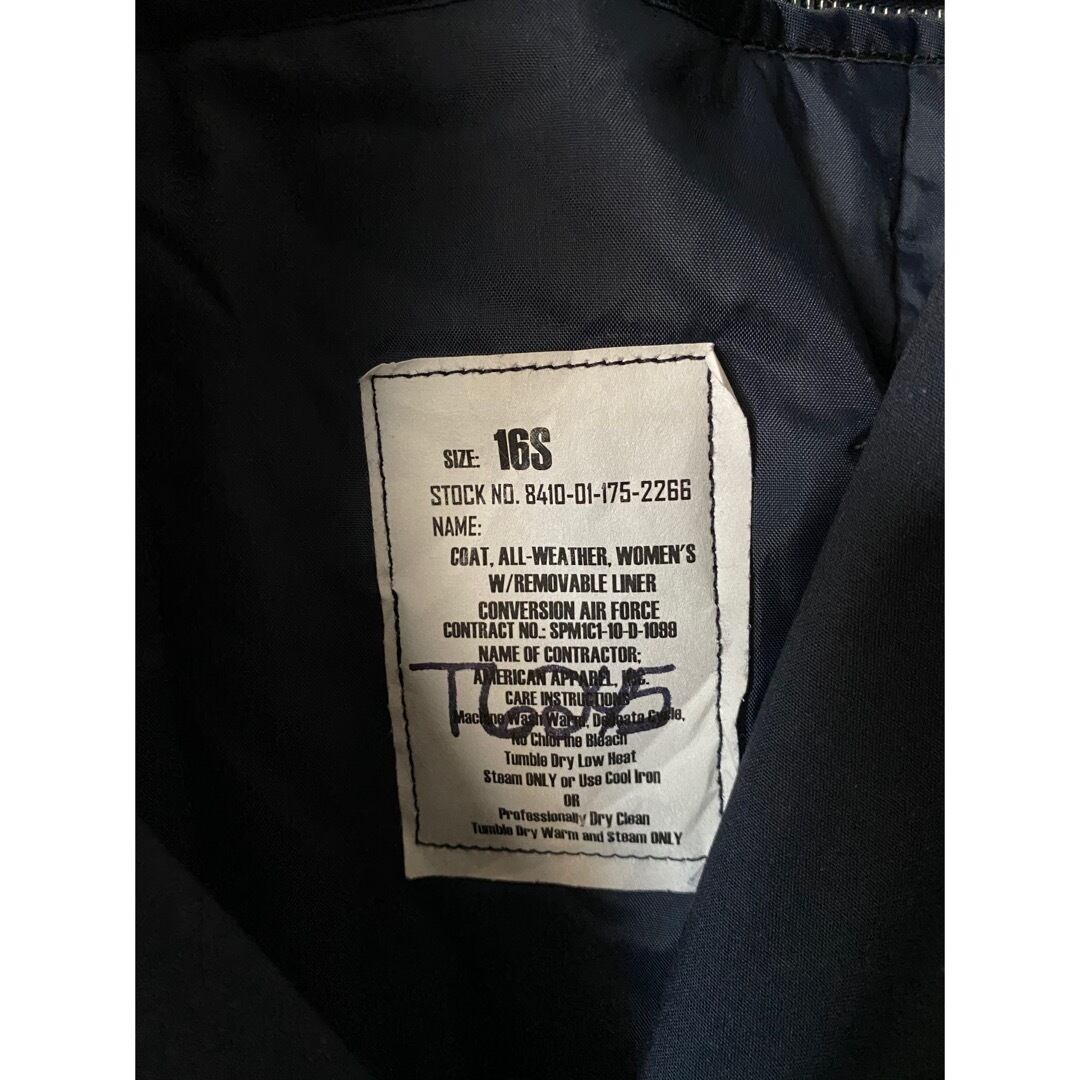 SIZE: 16S
STOCK NO. 8410-01-175-2266
NAME:
COAT, ALL-WEATHER, WOMEN'S
W/REMOVABLE LINER
CONVERSION AIR FORCE
CONTRACT NO.: SPM1C1-10-D-1099
NAME OF CONTRACTOR;
AMERICAN APPAREL, INC.
T6045
CARE INSTRUCTIONS
Machine Wash Warm, Delicate Cycle,
No Chlorine Bleach
Tumble Dry Low Heat
Steam ONLY or Use Cool Iron
OR
Professionally Dry Clean
Tumble Dry Warm and Steam ONLY